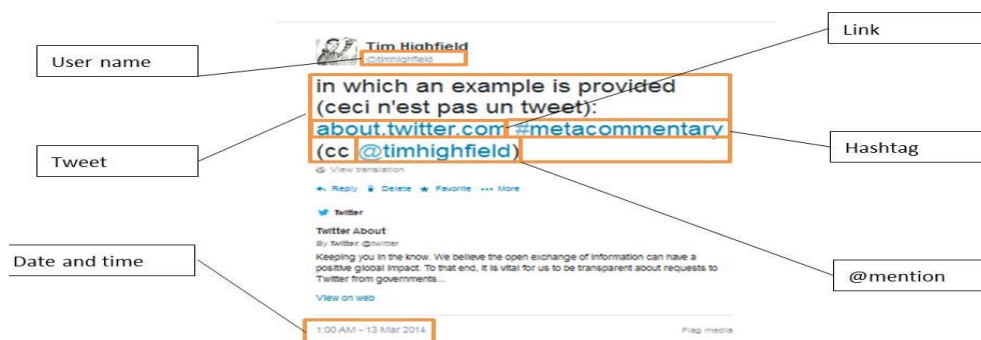 Link
Tim Highfield
User name
@timhighfield
in which an example is provided
(ceci n'est pas un tweet):
about.twitter.com #metacommentary
(cc @timhighfield)
Hashtag
Tweet
View translation
Reply Delete Favorite More
Twitter
Twitter About
By Twitter @twitter
Date and time
Keeping you in the know. We believe the open exchange of information can have a
positive global impact. To that end, it is vital for us to be transparent about requests to
Twitter from governments...
@mention
View on web
1:00 AM - 13 Mar 2014
Flag media